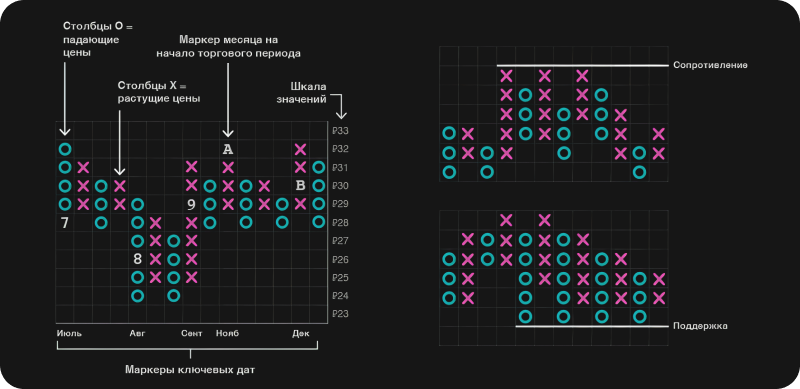 Столбцы О =
падающие
цены
Столбцы Х =
растущие цены
Маркер месяца на
начало торгового периода
Шкала
значений
₽33
₽32
₽31
₽30
₽29
₽28
₽27
₽26
₽25
₽24
₽23
A
B
9
7
8
Июль
Авг
Сент
Нояб
Дек
Маркеры ключевых дат
Сопротивление
Поддержка